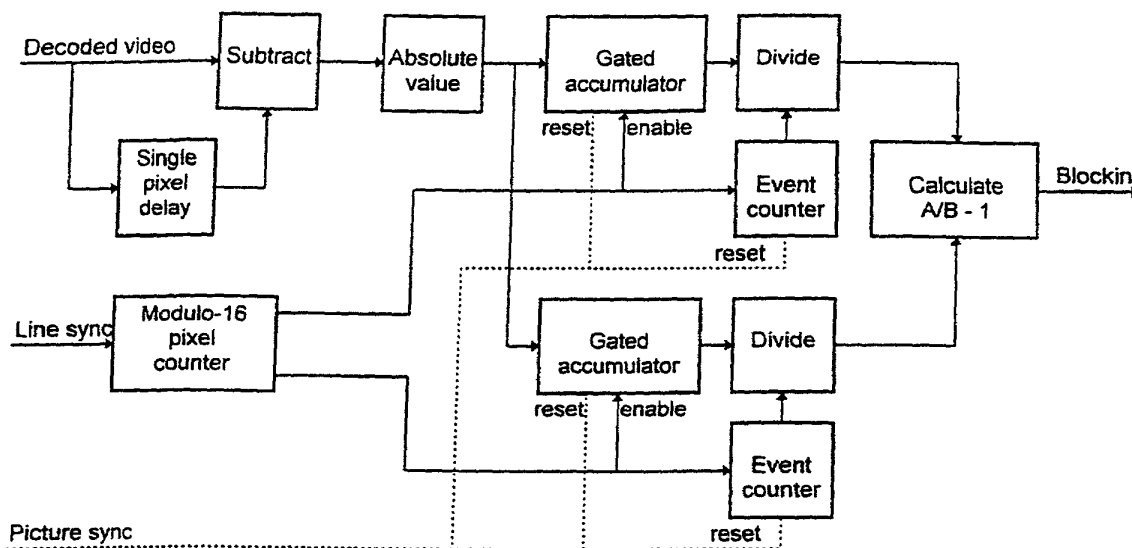 Decoded video
Subtract
Absolute
value
Gated
accumulator
Divide
reset
enable
Single
pixel
delay
Event
counter
Calculate
A/B - 1
Blockin
reset
Line sync
Modulo-16
pixel
counter
Gated
accumulator
Divide
reset
enable
Event
counter
Picture sync
reset